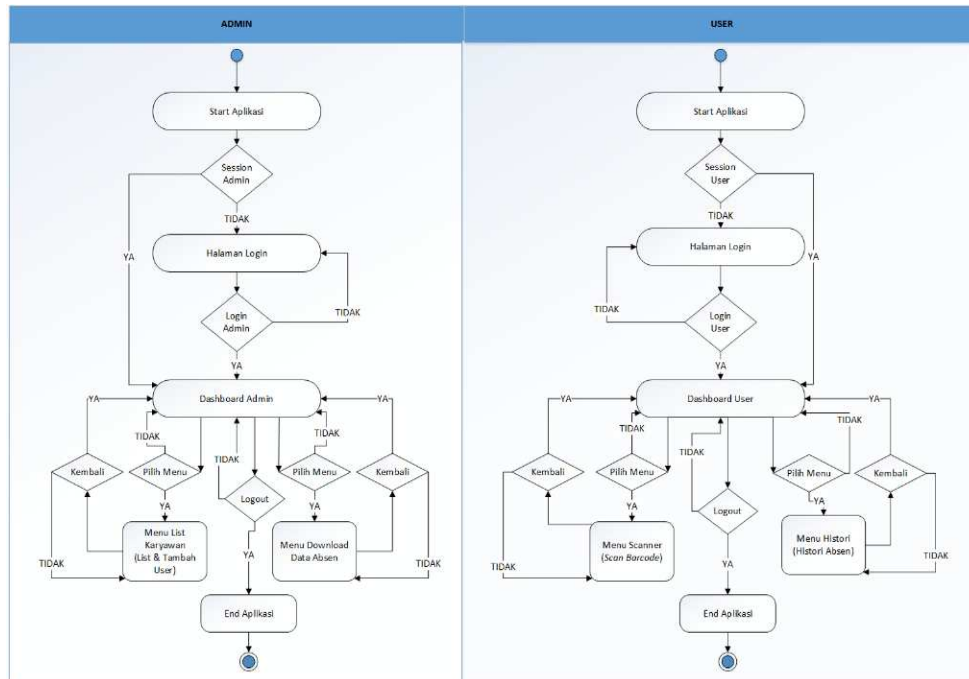 ADMIN
Start Aplikasi
Session
Admin
TIDAK
YA
Halaman Login
TIDAK
Login
Admin
YA
Dashboard Admin
YA
TIDAK
TIDAK
TIDAK
YA
Kembali
Pilih Menu
Logout
Pilih Menu
Kembali
YA
YA
Menu List
Karyawan
(List & Tambah
User)
Menu Download
Data Absen
TIDAK
YA
TIDAK
End Aplikasi
USER
Start Aplikasi
Session
User
TIDAK
YA
Halaman Login
TIDAK
Login
User
YA
Dashboard User
YA
TIDAK
TIDAK
TIDAK
YA
Kembali
Pilih Menu
Logout
Pilih Menu
Kembali
YA
YA
Menu Scanner
(Scan Barcode)
Menu Histori
(Histori Absen)
TIDAK
YA
TIDAK
End Aplikasi